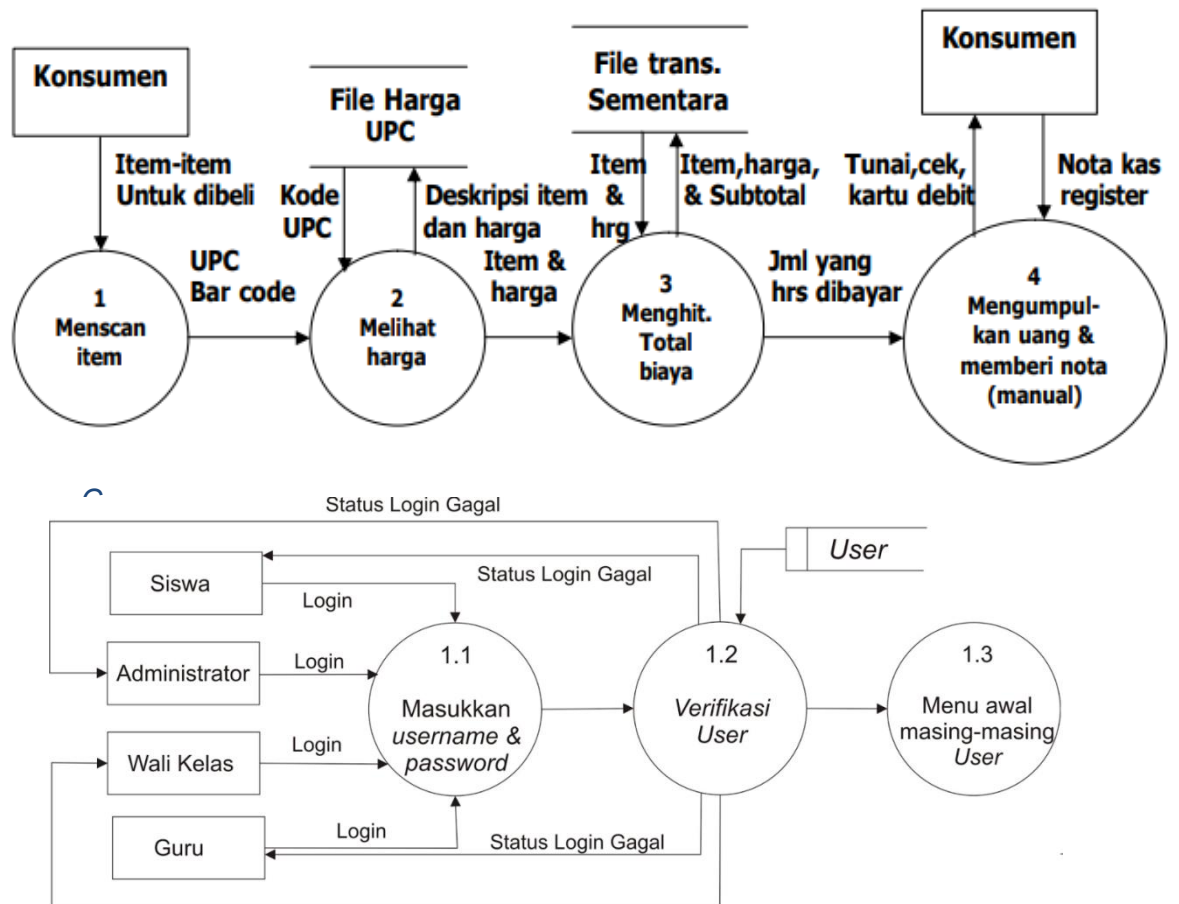 Konsumen
File Harga
UPC
File trans.
Sementara
Konsumen
Item-item
Untuk dibeli
Kode
UPC
Deskripsi item
dan harga
Item
&
hrg
Item,harga,
& Subtotal
Tunai,cek,
kartu debit
Nota kas
register
UPC
Bar code
Item &
harga
Jml yang
hrs dibayar
1
Menscan
item
2
Melihat
harga
3
Menghit.
Total
biaya
4
Mengumpul-
kan uang &
memberi nota
(manual)
Status Login Gagal
User
Siswa
Status Login Gagal
Login
Administrator
Login
1.1
Masukkan
username &
password
1.2
Verifikasi
User
1.3
Menu awal
masing-masing
User
Wali Kelas
Login
Guru
Login
Status Login Gagal